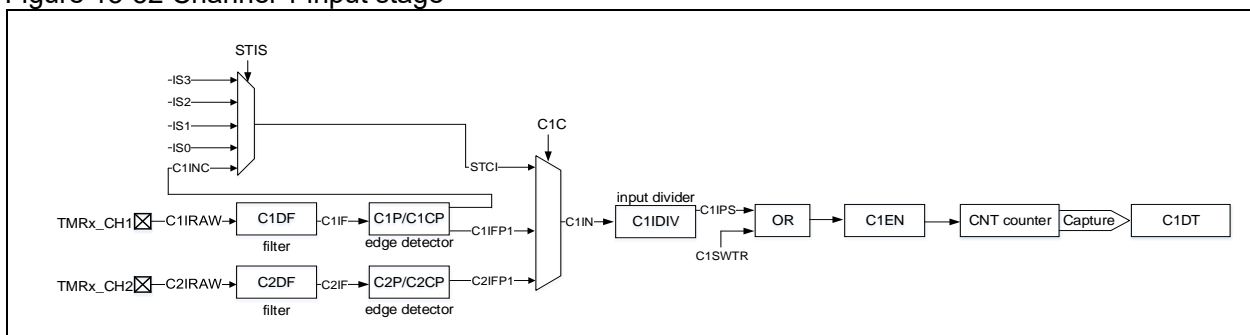 Figure Channel 1 input stage
STIS
IS3
IS2
IS1
IS0
C1INC
C1C
STCI
TMRx_CH1
C1IRAW
C1DF
filter
C1IF
C1P/C1CP
edge detector
C1IFP1
C1IN
input divider
C1IDIV
C1IPS
C1SWTR
OR
C1EN
CNT counter
Capture
C1DT
TMRx_CH2
C2IRAW
C2DF
filter
C2IF
C2P/C2CP
edge detector
C2IFP1